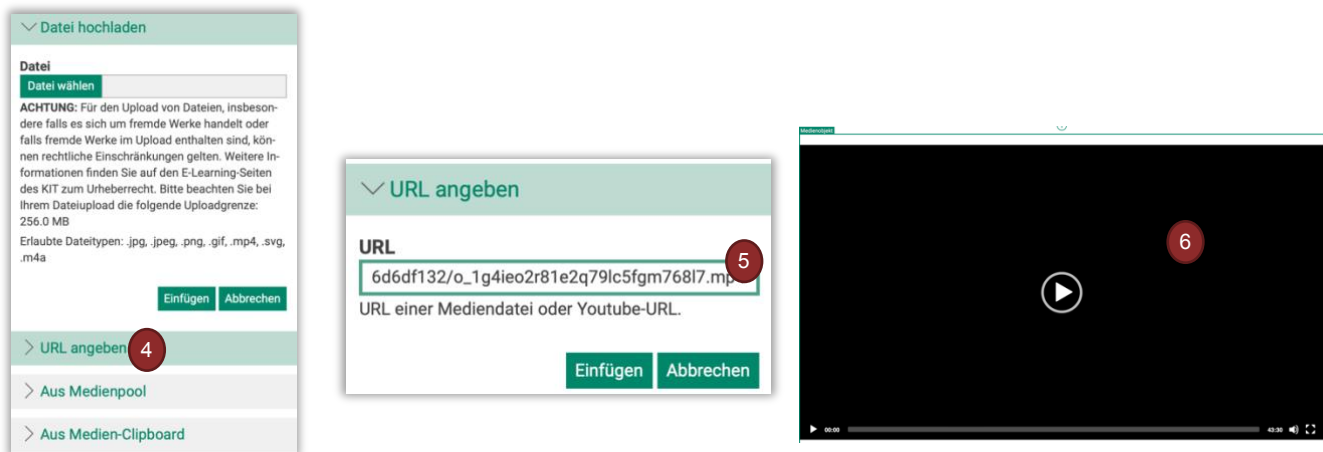 Datei hochladen
Datei
Datei wählen
ACHTUNG: Für den Upload von Dateien, insbeson-
dere falls es sich um fremde Werke handelt oder
falls fremde Werke im Upload enthalten sind, kön-
nen rechtliche Einschränkungen gelten. Weitere In-
formationen finden Sie auf den E-Learning-Seiten
des KIT zum Urheberrecht. Bitte beachten Sie bei
Ihrem Dateiupload die folgende Uploadgrenze:
256.0 MB
Erlaubte Dateitypen: .jpg, .jpeg, .png, .gif, .mp4, .svg,
.m4a
Einfügen Abbrechen
URL angeben 4
Aus Medienpool
Aus Medien-Clipboard
URL angeben
URL
5
6d6df132/o_1g4ieo2r81e2q79lc5fgm768l7.mp
URL einer Mediendatei oder Youtube-URL.
Einfügen Abbrechen
Medienobjekt
6
00:00 43:30